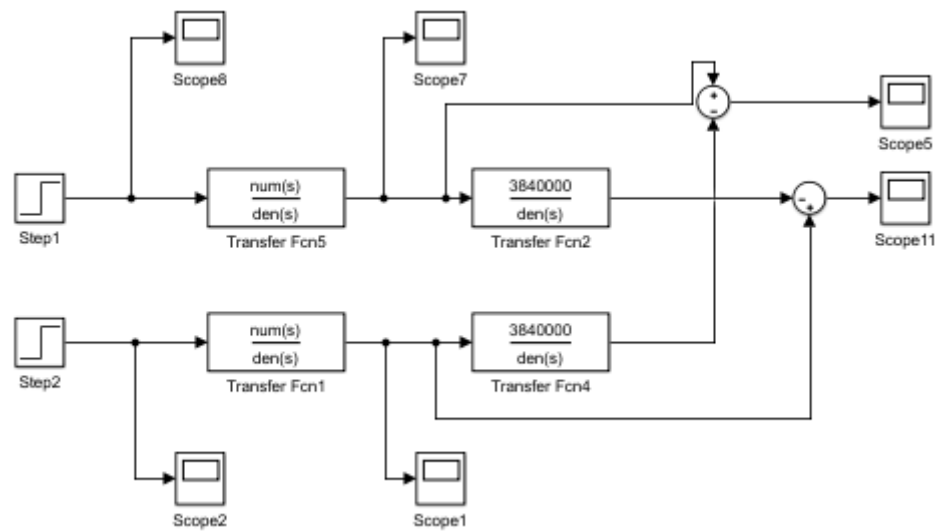 Scope8
Scope7
+
-
Scope5
Step1
num(s)
den(s)
Transfer Fcn5
3840000
den(s)
Transfer Fcn2
-
+
Scope11
Step2
num(s)
den(s)
Transfer Fcn1
3840000
den(s)
Transfer Fcn4
Scope2
Scope1